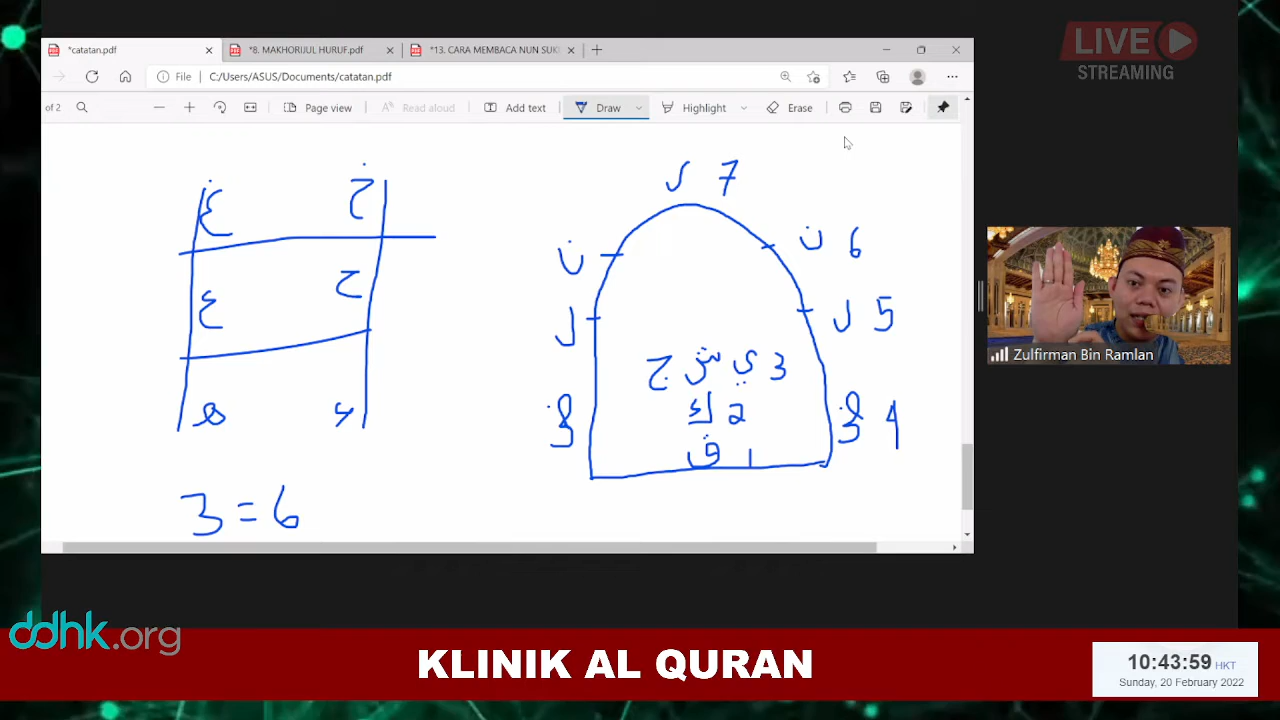 LIVE
STREAMING
*catatan.pdf
*8. MAKHORIJUL HURUF.pdf
*13. CARA MEMBACA NUN SUK
File
C:/Users/ASUS/Documents/catatan.pdf
of 2
Page view
Read aloud
Add text
Draw
Highlight
Erase
غ خ
ع ح
ه ء
3 = 6
ر 7
ن ن 6
ل ل 5
ج ش ي 3
ض ض 4
ك 2
ق 1
Zulfirman Bin Ramlan
ddhk.org
KLINIK AL QURAN
10:43:59 HKT
Sunday, 20 February 2022